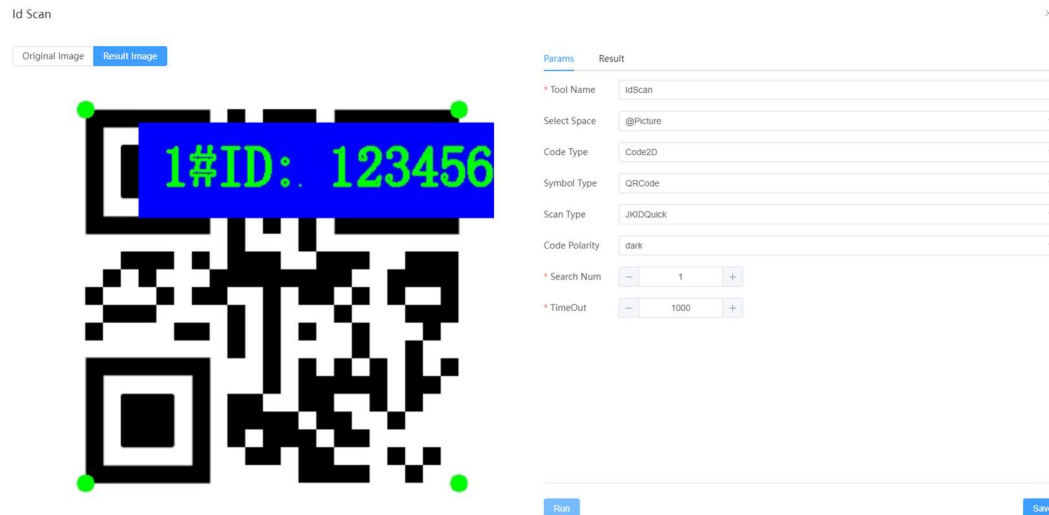 Id Scan
Original Image Result Image
1#ID: 123456
Params Result
* Tool Name IdScan
Select Space @Picture
Code Type Code2D
Symbol Type QRCode
Scan Type JKIDQuick
Code Polarity dark
* Search Num − 1 +
* TimeOut − 1000 +
Run Save